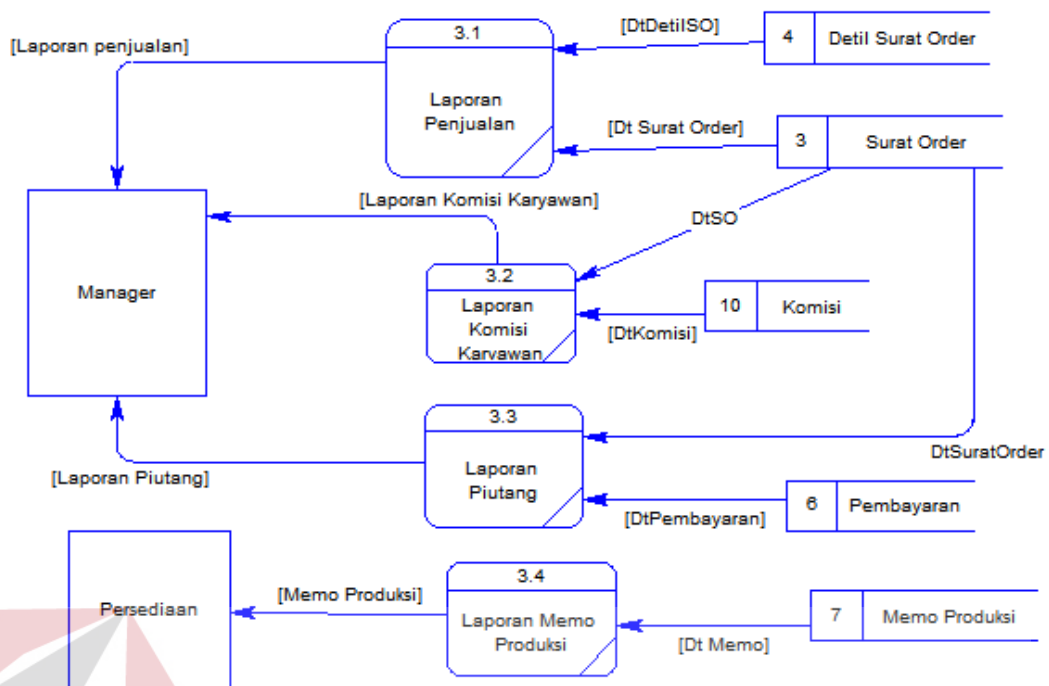 3.1
[DtDetilSO]
4
Detil Surat Order
[Laporan penjualan]
Laporan
Penjualan
[Dt Surat Order]
3
Surat Order
[Laporan Komisi Karyawan]
DtSO
Manager
3.2
Laporan
Komisi
Karyawan
10
Komisi
[DtKomisi]
3.3
Laporan
Piutang
DtSuratOrder
[Laporan Piutang]
[DtPembayaran]
6
Pembayaran
Persediaan
[Memo Produksi]
3.4
Laporan Memo
Produksi
7
Memo Produksi
[Dt Memo]